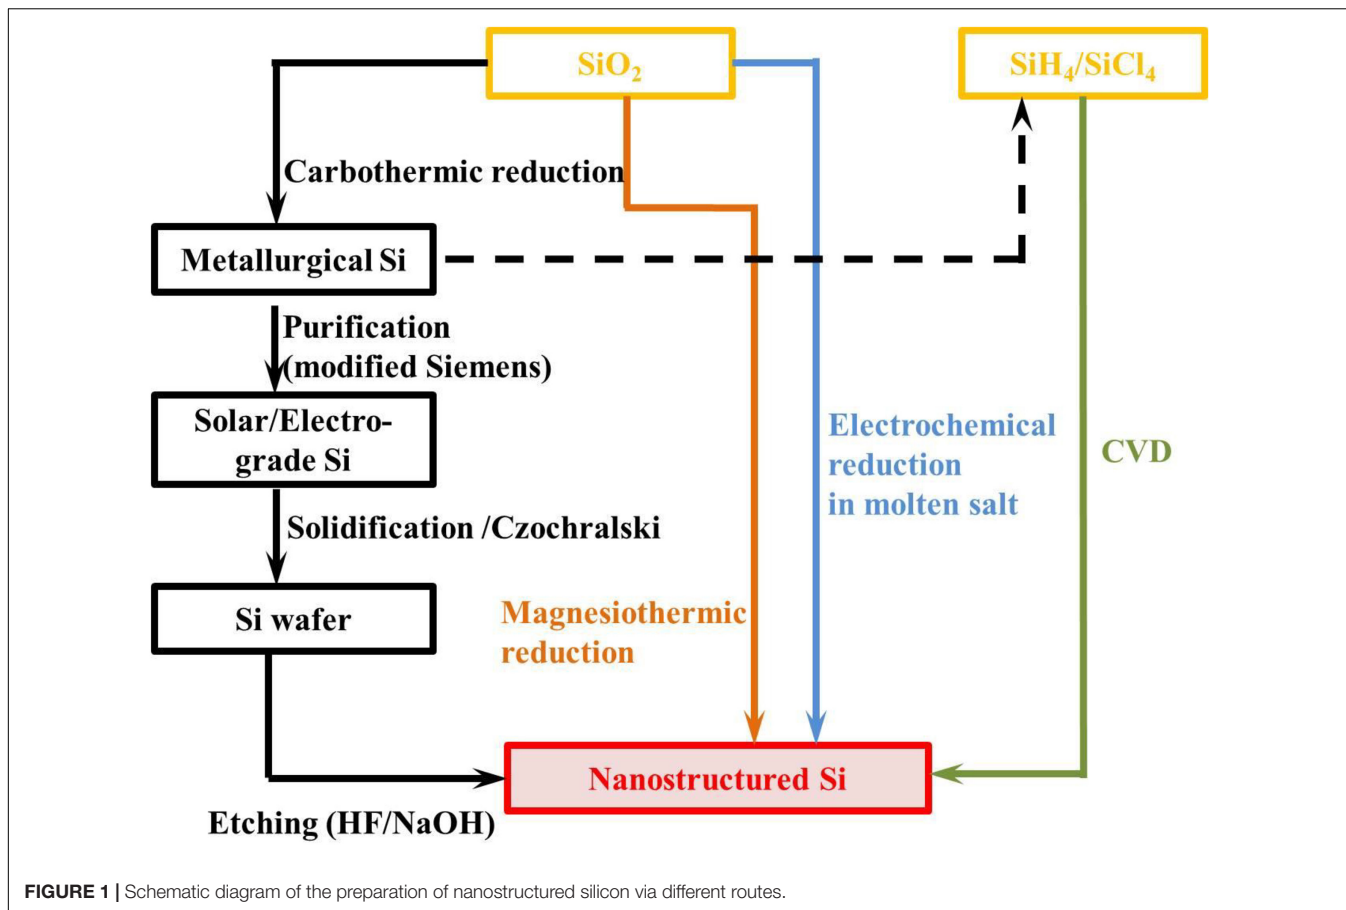 SiO₂
SiH₄/SiCl₄
Carbothermic reduction
Metallurgical Si
Purification
(modified Siemens)
Solar/Electro-
grade Si
Electrochemical
reduction
in molten salt
CVD
Solidification /Czochralski
Si wafer
Magnesiothermic
reduction
Nanostructured Si
Etching (HF/NaOH)
FIGURE 1 | Schematic diagram of the preparation of nanostructured silicon via different routes.